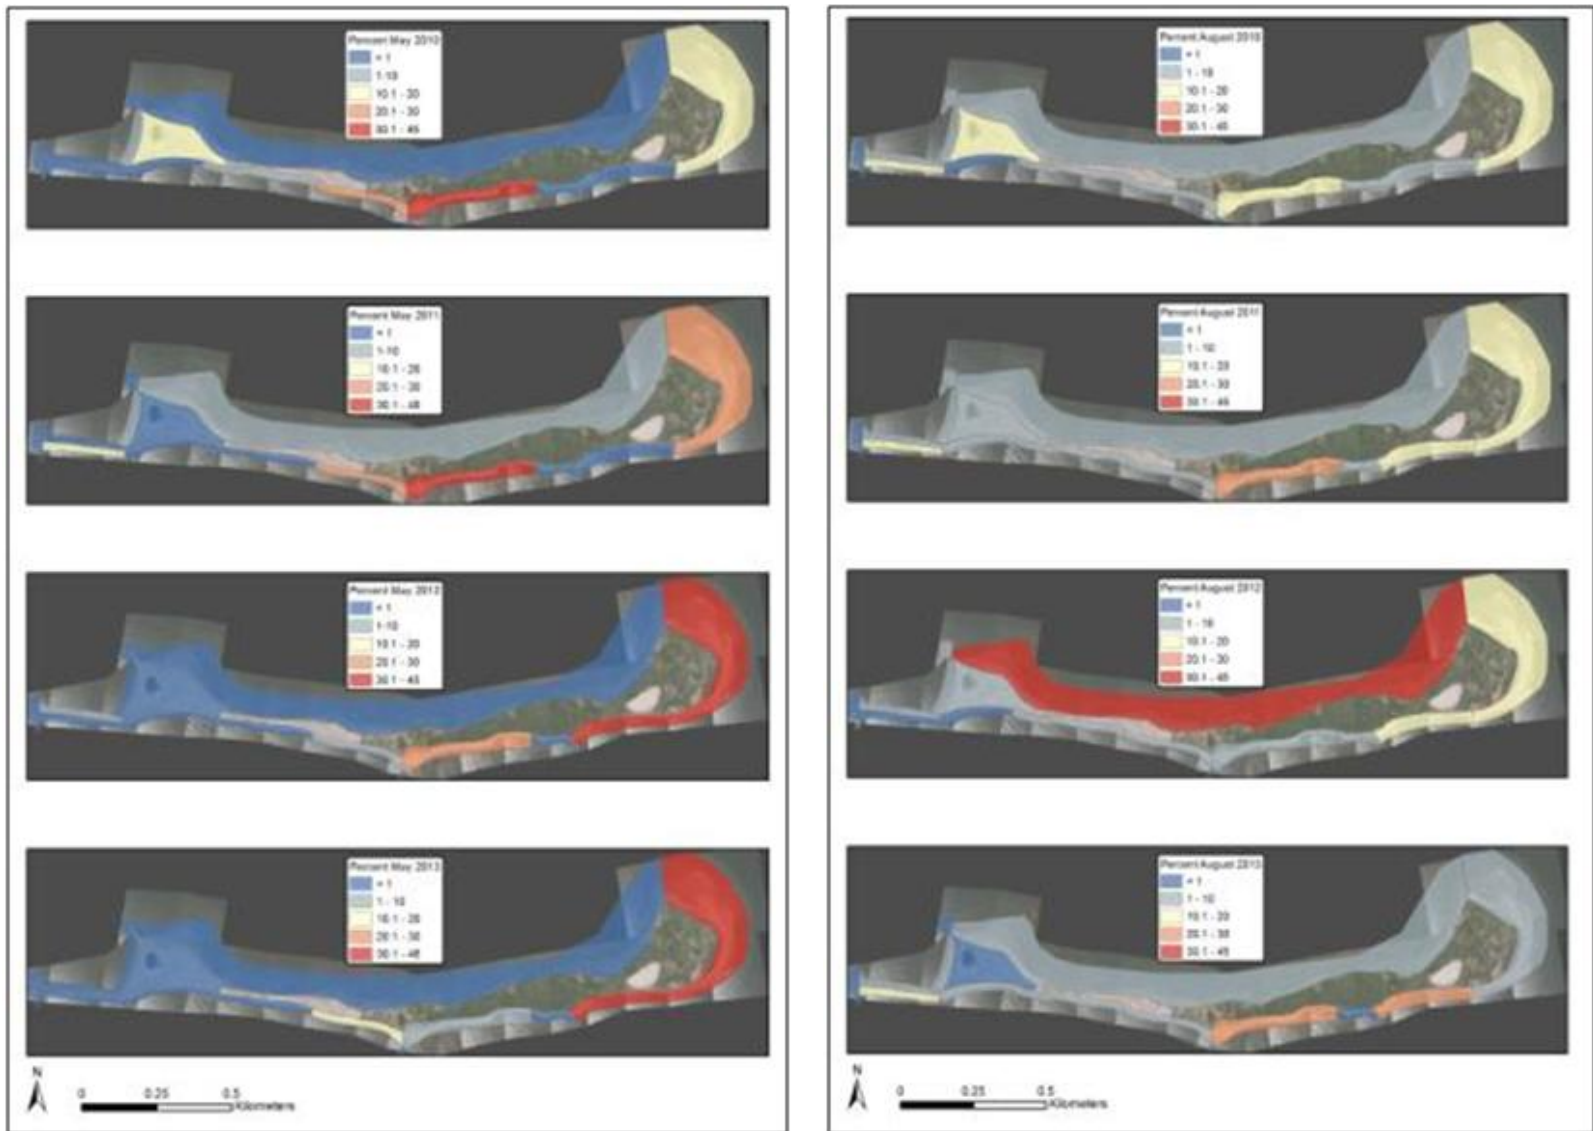 Percent May 2010
< 1
1-10
10.1 - 20
20.1 - 30
30.1 - 45
Percent May 2011
< 1
1-10
10.1 - 20
20.1 - 30
30.1 - 45
Percent May 2012
< 1
1-10
10.1 - 20
20.1 - 30
30.1 - 45
Percent May 2013
< 1
1 - 10
10.1 - 20
20.1 - 30
30.1 - 45
N
0 0.25 0.5
Kilometers
Percent August 2010
< 1
1 - 10
10.1 - 20
20.1 - 30
30.1 - 45
Percent August 2011
< 1
1 - 10
10.1 - 20
20.1 - 30
30.1 - 45
Percent August 2012
< 1
1 - 10
10.1 - 20
20.1 - 30
30.1 - 45
Percent August 2013
< 1
1 - 10
10.1 - 20
20.1 - 30
30.1 - 45
N
0 0.25 0.5
Kilometers